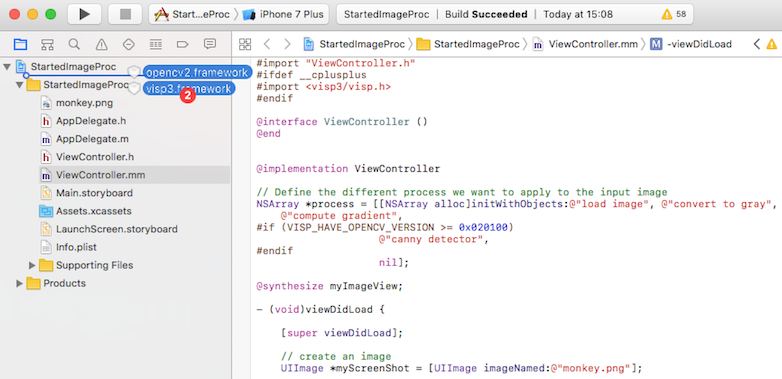 Start...eProc
iPhone 7 Plus
StartedImageProc | Build Succeeded | Today at 15:08
58
StartedImageProc
StartedImageProc
ViewController.mm
M -viewDidLoad
StartedImageProc
opencv2.framework
StartedImageProc
visp3.framework
2
monkey.png
h AppDelegate.h
m AppDelegate.m
h ViewController.h
m ViewController.mm
Main.storyboard
Assets.xcassets
LaunchScreen.storyboard
Info.plist
Supporting Files
Products
#import "ViewController.h"
#ifdef __cplusplus
#import <visp3/visp.h>
#endif
@interface ViewController ()
@end
@implementation ViewController
// Define the different process we want to apply to the input image
NSArray *process = [[NSArray alloc]initWithObjects:@"load image", @"convert to gray",
@"compute gradient",
#if (VISP_HAVE_OPENCV_VERSION >= 0x020100)
@"canny detector",
#endif
nil];
@synthesize myImageView;
- (void)viewDidLoad {
[super viewDidLoad];
// create an image
UIImage *myScreenShot = [UIImage imageNamed:@"monkey.png"];